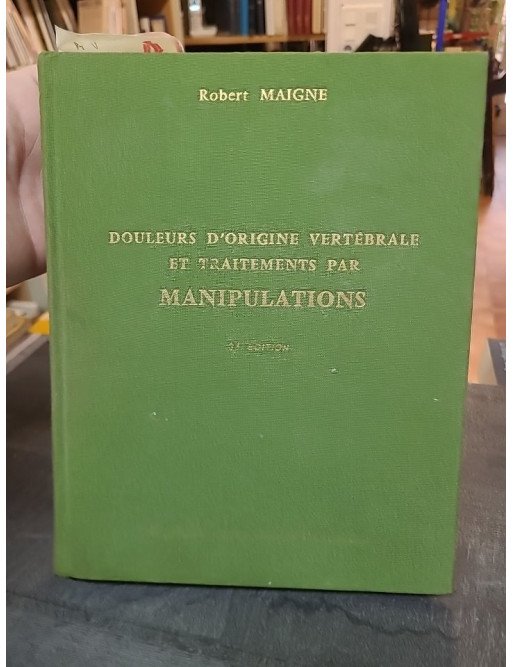 Robert MAIGNE
DOULEURS D'ORIGINE VERTÉBRALE
ET TRAITEMENTS PAR
MANIPULATIONS
ÉDITION